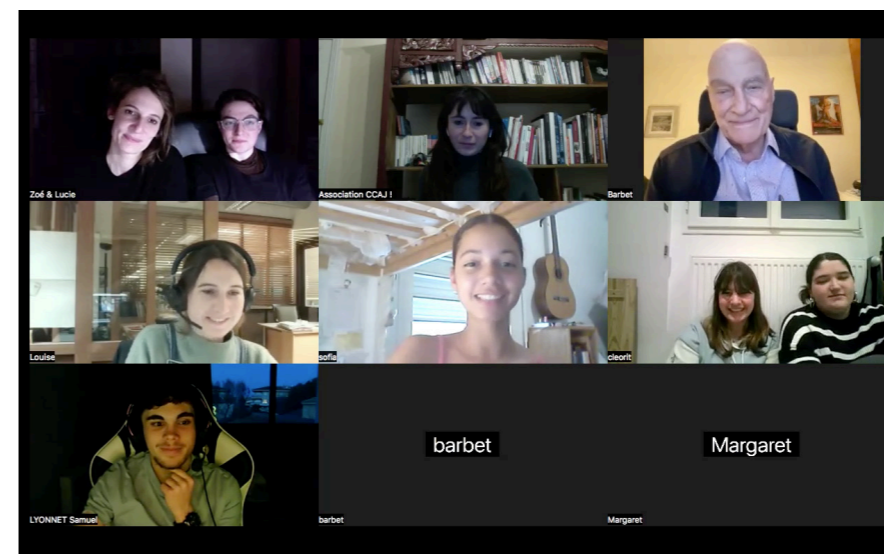 Zoé & Lucie
Association CCAJ !
Barbet
Louise
sofia
cleorit
LYONNET Samuel
barbet
barbet
Margaret
Margaret